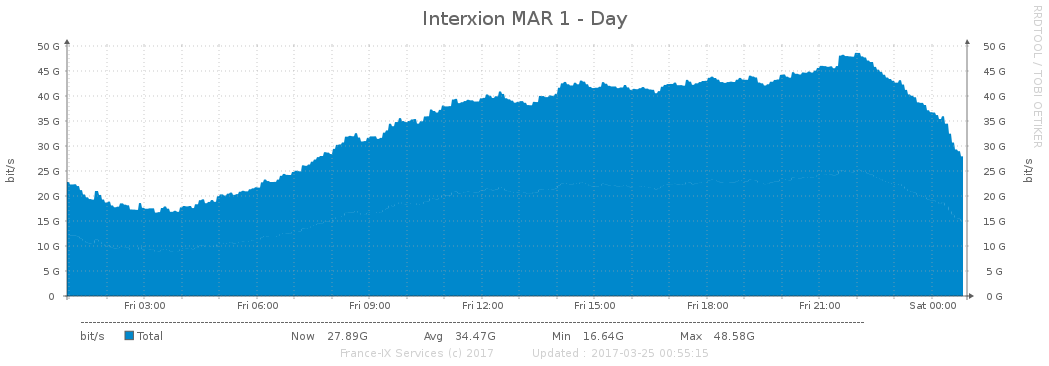 Interxion MAR 1 - Day
RRDTOOL / TOBI OETIKER
50 G 50 G
45 G 45 G
40 G 40 G
35 G 35 G
30 G 30 G
25 G 25 G
20 G 20 G
15 G 15 G
10 G 10 G
5 G 5 G
0 0 G
bit/s
bit/s
Fri 03:00 Fri 06:00 Fri 09:00 Fri 12:00 Fri 15:00 Fri 18:00 Fri 21:00 Sat 00:00
bit/s Total Now 27.89G Avg 34.47G Min 16.64G Max 48.58G
France-IX Services (c) 2017 Updated : 2017-03-25 00:55:15